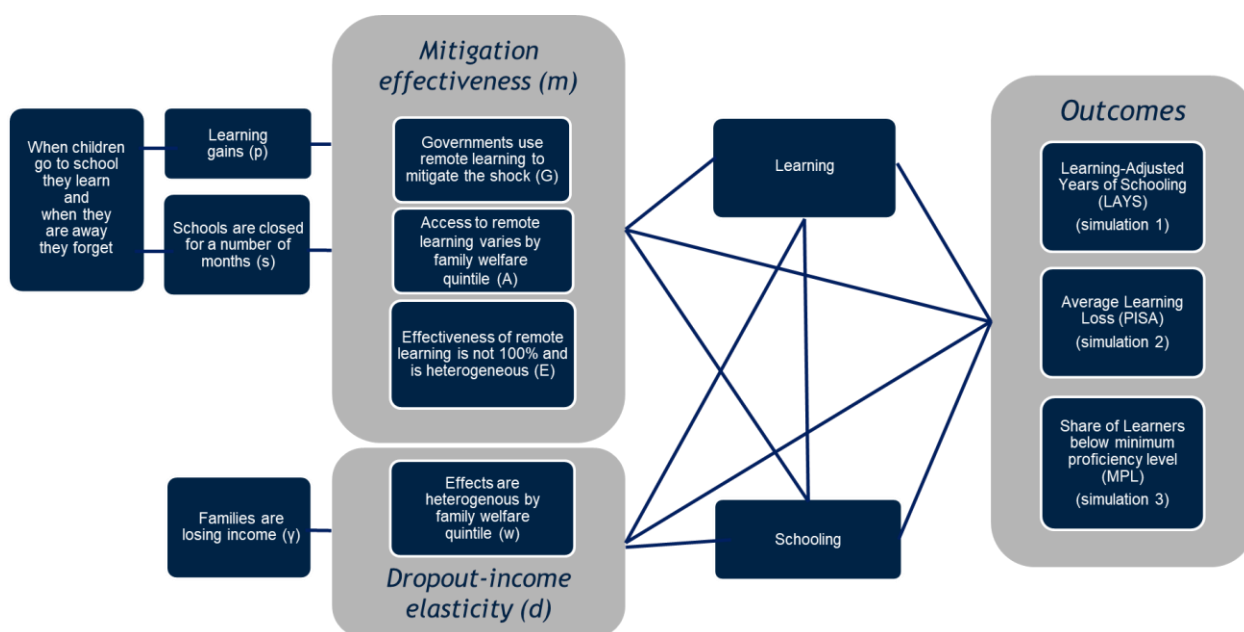 When children
go to school
they learn
and
when they
are away
they forget
Learning
gains (p)
Schools are closed
for a number of
months (s)
Mitigation
effectiveness (m)
Governments use
remote learning to
mitigate the shock (G)
Access to remote
learning varies by
family welfare
quintile (A)
Effectiveness of remote
learning is not 100% and
is heterogeneous (E)
Families are
losing income (γ)
Effects are
heterogenous by
family welfare
quintile (w)
Dropout-income
elasticity (d)
Learning
Schooling
Outcomes
Learning-Adjusted
Years of Schooling
(LAYS)
(simulation 1)
Average Learning
Loss (PISA)
(simulation 2)
Share of Learners
below minimum
proficiency level
(MPL)
(simulation 3)